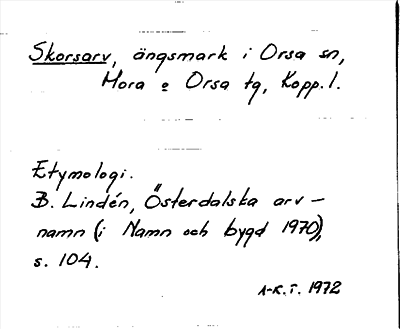 Skorsarv, ängsmark i Orsa sn,
Mora o Orsa tg, Kopp. l.
Etymologi.
B. Lindén, Österdalska arv-
namn (i Namn och bygd 1970),
s. 104.
A-K. T. 1972